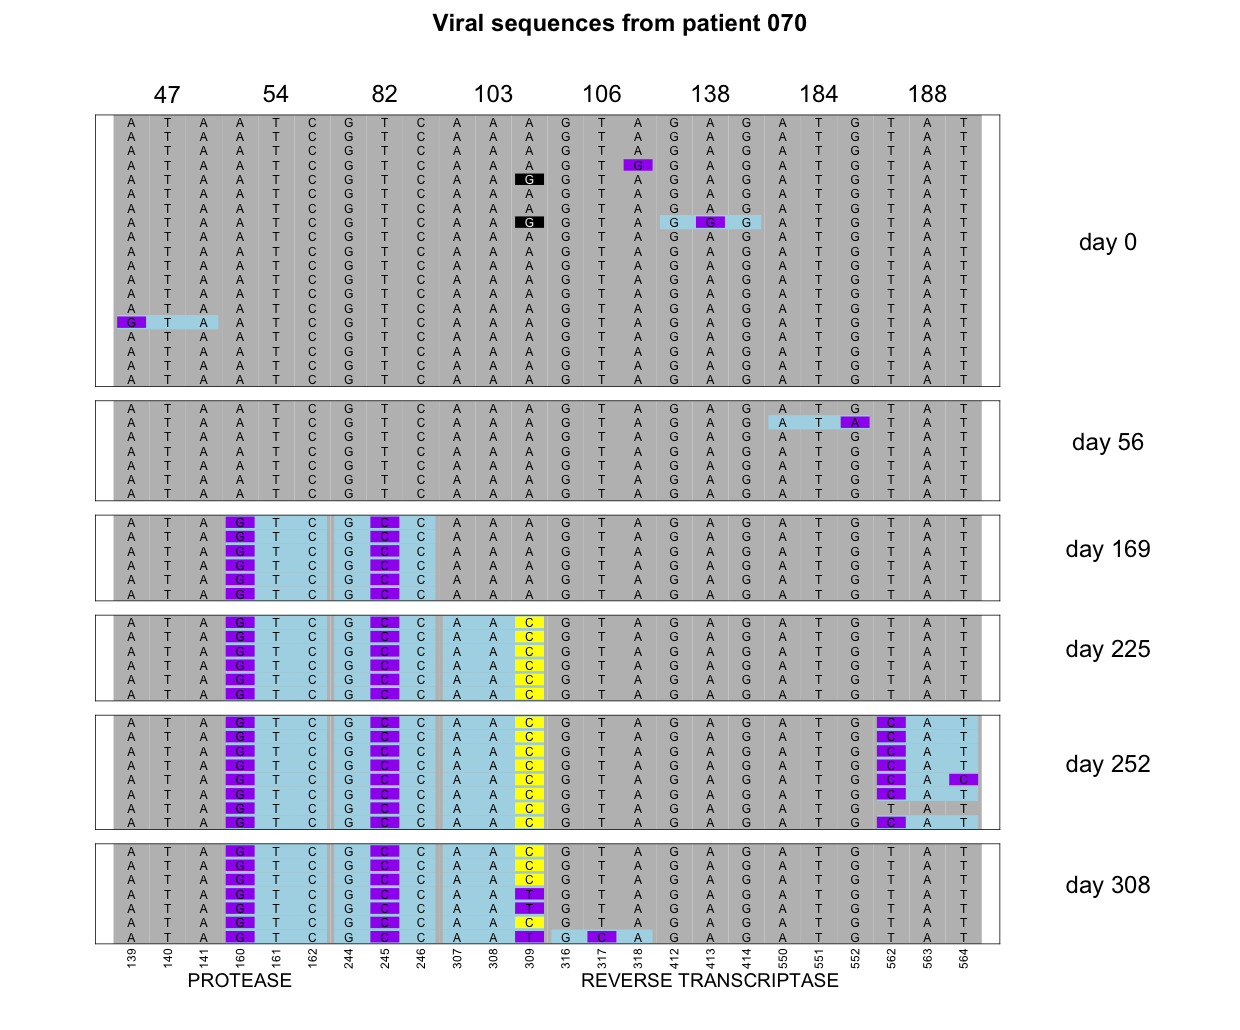 Viral sequences from patient 070
47 54 82 103 106 138 184 188
A T A A T C G T C A A A G T A G A G A T G T A T
A T A A T C G T C A A A G T A G A G A T G T A T
A T A A T C G T C A A A G T A G A G A T G T A T
A T A A T C G T C A A A G T G G A G A T G T A T
A T A A T C G T C A A G G T A G A G A T G T A T
A T A A T C G T C A A A G T A G A G A T G T A T
A T A A T C G T C A A A G T A G A G A T G T A T
A T A A T C G T C A A G G T A G G G A T G T A T
A T A A T C G T C A A A G T A G A G A T G T A T
A T A A T C G T C A A A G T A G A G A T G T A T
A T A A T C G T C A A A G T A G A G A T G T A T
A T A A T C G T C A A A G T A G A G A T G T A T
A T A A T C G T C A A A G T A G A G A T G T A T
A T A A T C G T C A A A G T A G A G A T G T A T
G T A A T C G T C A A A G T A G A G A T G T A T
A T A A T C G T C A A A G T A G A G A T G T A T
A T A A T C G T C A A A G T A G A G A T G T A T
A T A A T C G T C A A A G T A G A G A T G T A T
A T A A T C G T C A A A G T A G A G A T G T A T
day 0
A T A A T C G T C A A A G T A G A G A T G T A T
A T A A T C G T C A A A G T A G A G A T A T A T
A T A A T C G T C A A A G T A G A G A T G T A T
A T A A T C G T C A A A G T A G A G A T G T A T
A T A A T C G T C A A A G T A G A G A T G T A T
A T A A T C G T C A A A G T A G A G A T G T A T
A T A A T C G T C A A A G T A G A G A T G T A T
day 56
A T A G T C G C C A A A G T A G A G A T G T A T
A T A G T C G C C A A A G T A G A G A T G T A T
A T A G T C G C C A A A G T A G A G A T G T A T
A T A G T C G C C A A A G T A G A G A T G T A T
A T A G T C G C C A A A G T A G A G A T G T A T
A T A G T C G C C A A A G T A G A G A T G T A T
day 169
A T A G T C G C C A A C G T A G A G A T G T A T
A T A G T C G C C A A C G T A G A G A T G T A T
A T A G T C G C C A A C G T A G A G A T G T A T
A T A G T C G C C A A C G T A G A G A T G T A T
A T A G T C G C C A A C G T A G A G A T G T A T
A T A G T C G C C A A C G T A G A G A T G T A T
day 225
A T A G T C G C C A A C G T A G A G A T G C A T
A T A G T C G C C A A C G T A G A G A T G C A T
A T A G T C G C C A A C G T A G A G A T G C A T
A T A G T C G C C A A C G T A G A G A T G C A T
A T A G T C G C C A A C G T A G A G A T G C A C
A T A G T C G C C A A C G T A G A G A T G C A T
A T A G T C G C C A A C G T A G A G A T G T A T
A T A G T C G C C A A C G T A G A G A T G C A T
day 252
A T A G T C G C C A A C G T A G A G A T G T A T
A T A G T C G C C A A C G T A G A G A T G T A T
A T A G T C G C C A A C G T A G A G A T G T A T
A T A G T C G C C A A T G T A G A G A T G T A T
A T A G T C G C C A A T G T A G A G A T G T A T
A T A G T C G C C A A C G T A G A G A T G T A T
A T A G T C G C C A A T G C A G A G A T G T A T
day 308
139 140 141 160 161 162 244 245 246 307 308 309 316 317 318 412 413 414 550 551 552 562 563 564
PROTEASE REVERSE TRANSCRIPTASE